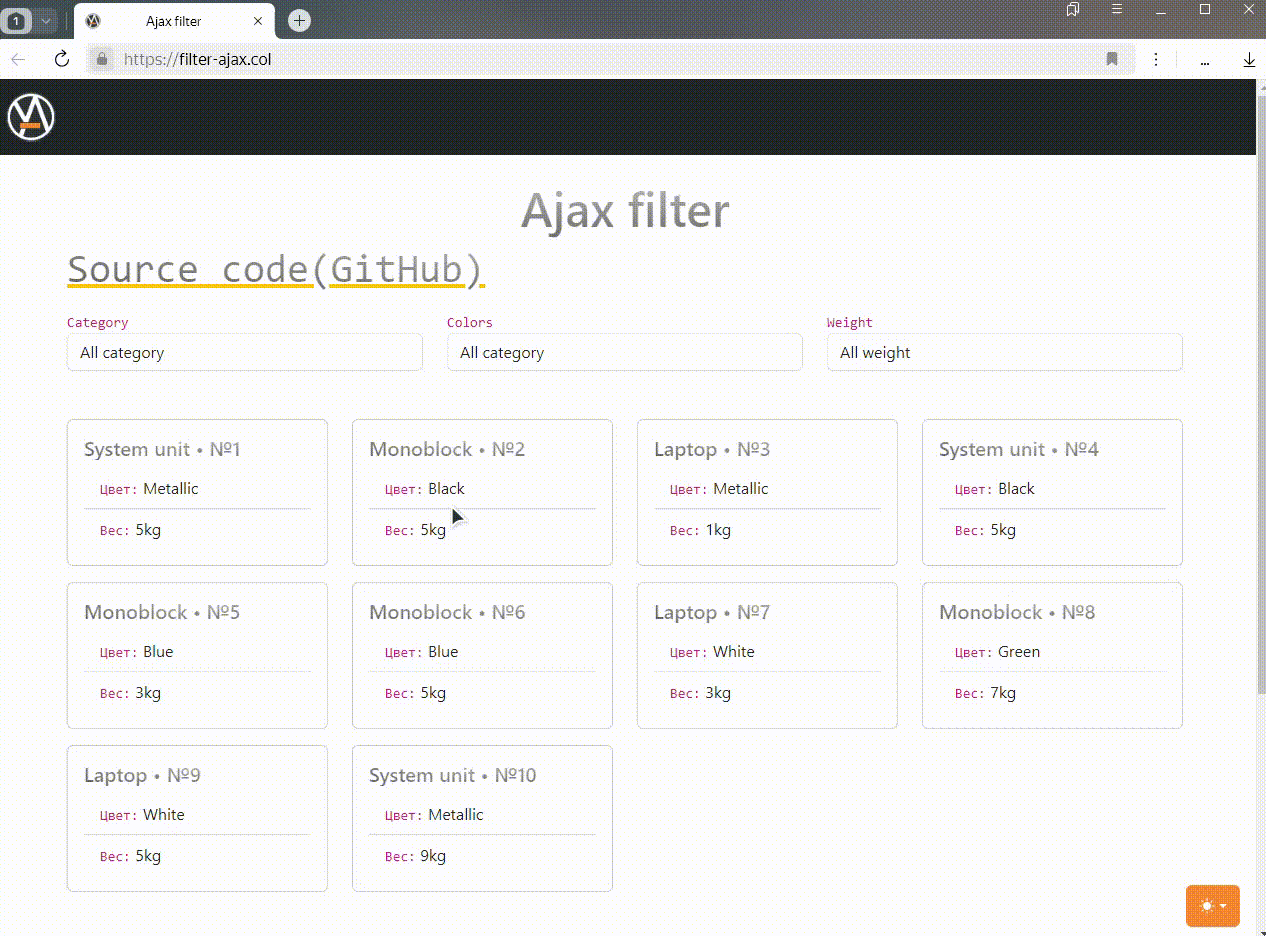 1
Ajax filter
https://filter-ajax.col
Ajax filter
Source code(GitHub)
Category
Colors
Weight
All category
All category
All weight
System unit • №1
Цвет: Metallic
Вес: 5kg
Monoblock • №2
Цвет: Black
Вес: 5kg
Laptop • №3
Цвет: Metallic
Вес: 1kg
System unit • №4
Цвет: Black
Вес: 5kg
Monoblock • №5
Цвет: Blue
Вес: 3kg
Monoblock • №6
Цвет: Blue
Вес: 5kg
Laptop • №7
Цвет: White
Вес: 3kg
Monoblock • №8
Цвет: Green
Вес: 7kg
Laptop • №9
Цвет: White
Вес: 5kg
System unit • №10
Цвет: Metallic
Вес: 9kg